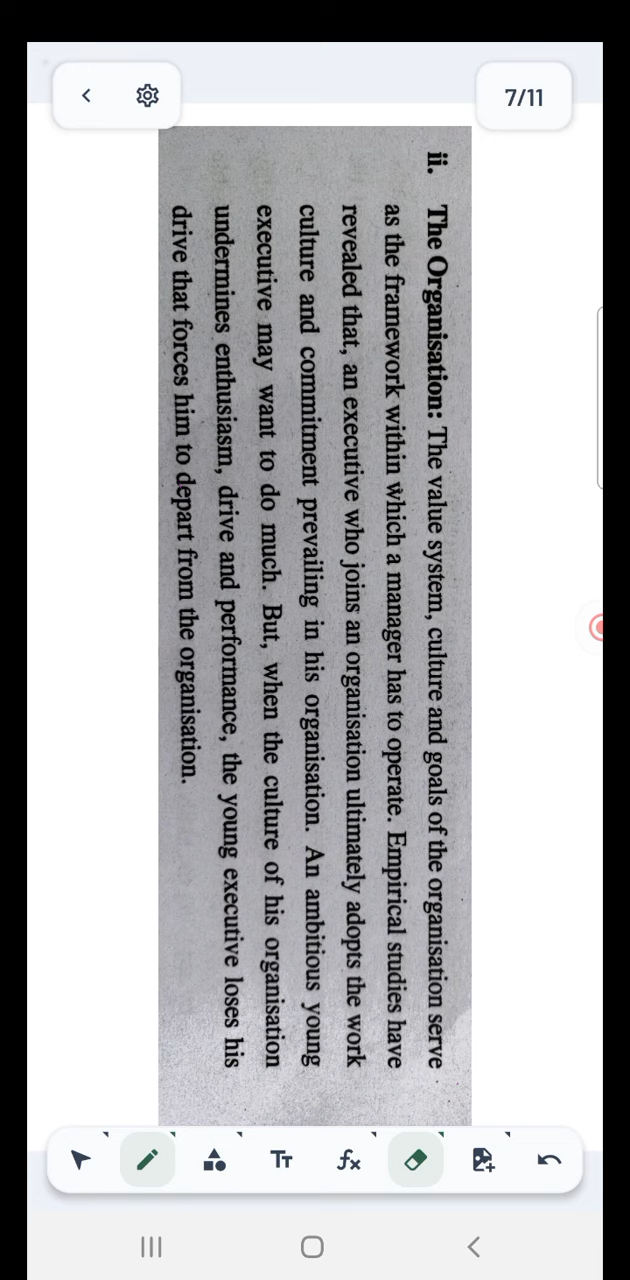 7/11
ii. The Organisation: The value system, culture and goals of the organisation serve
as the framework within which a manager has to operate. Empirical studies have
revealed that, an executive who joins an organisation ultimately adopts the work
culture and commitment prevailing in his organisation. An ambitious young
executive may want to do much. But, when the culture of his organisation
undermines enthusiasm, drive and performance, the young executive loses his
drive that forces him to depart from the organisation.
TT
fx